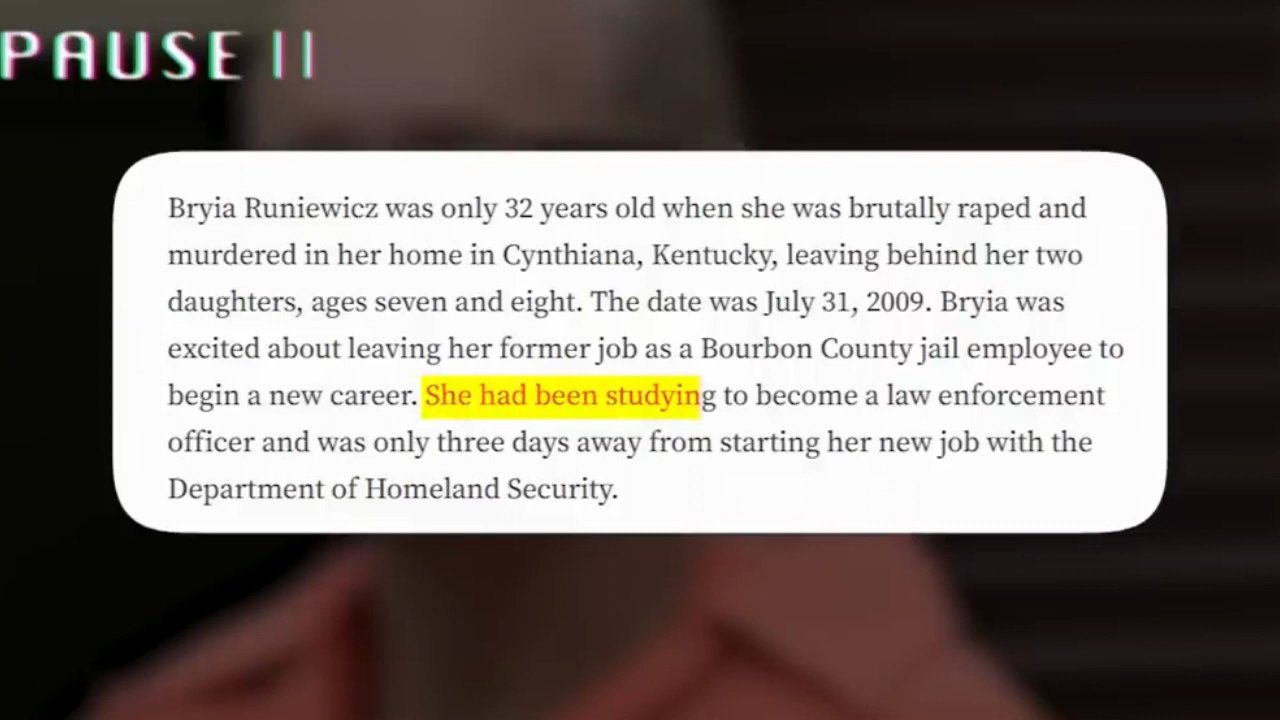 PAUSE II
Bryia Runiewicz was only 32 years old when she was brutally raped and
murdered in her home in Cynthiana, Kentucky, leaving behind her two
daughters, ages seven and eight. The date was July 31, 2009. Bryia was
excited about leaving her former job as a Bourbon County jail employee to
begin a new career. She had been studying to become a law enforcement
officer and was only three days away from starting her new job with the
Department of Homeland Security.